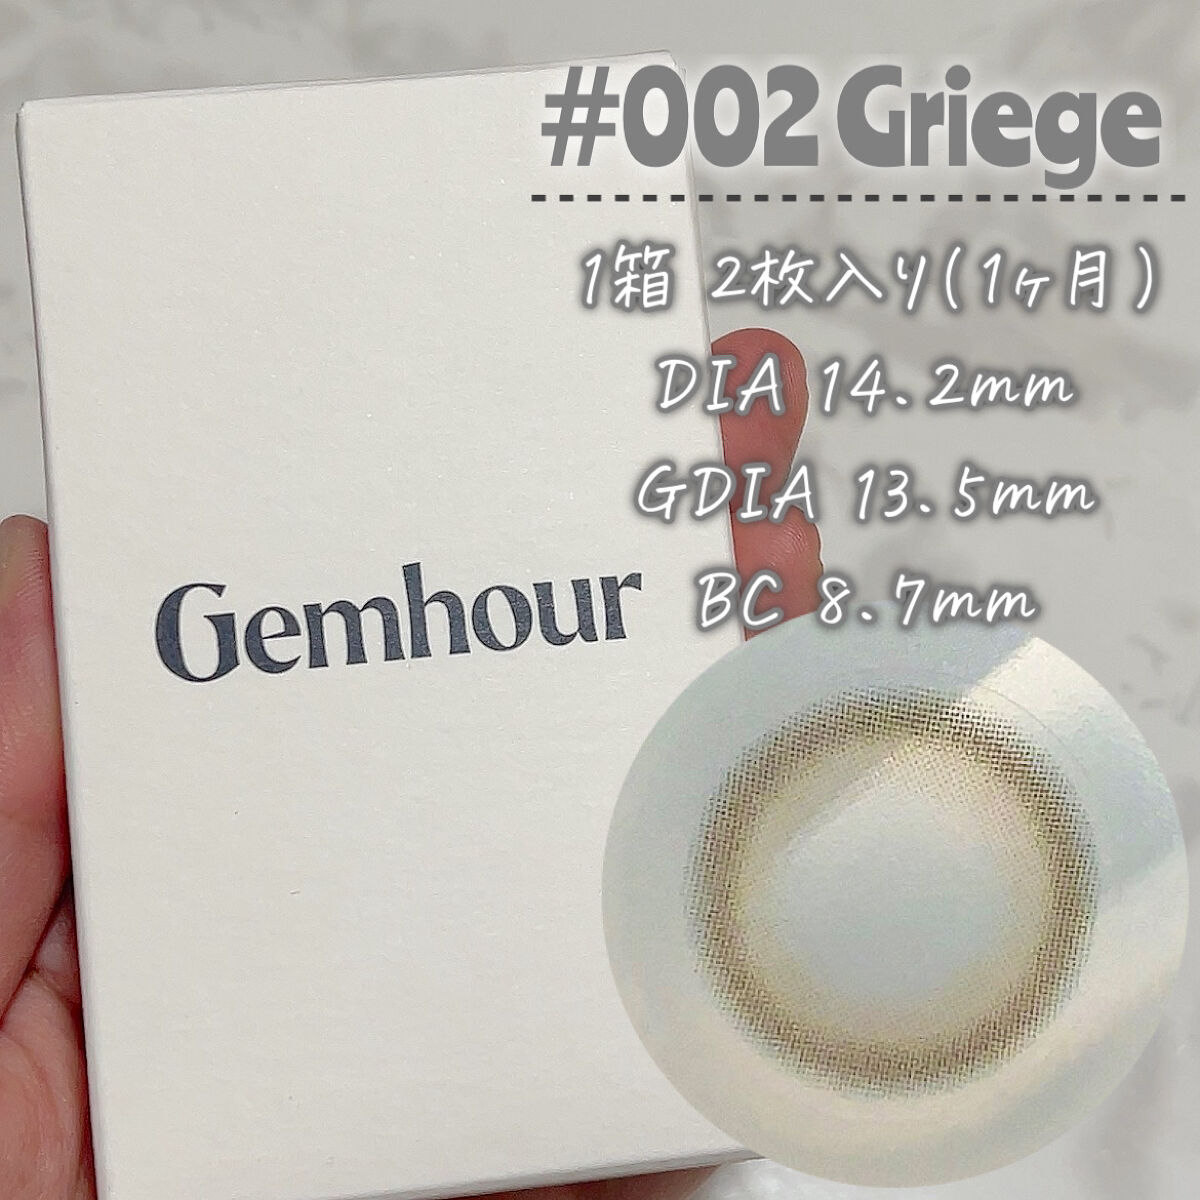 #002 Griege
1箱 2枚入り(1ヶ月)
DIA 14.2mm
GDIA 13.5mm
BC 8.7mm
Gemhour